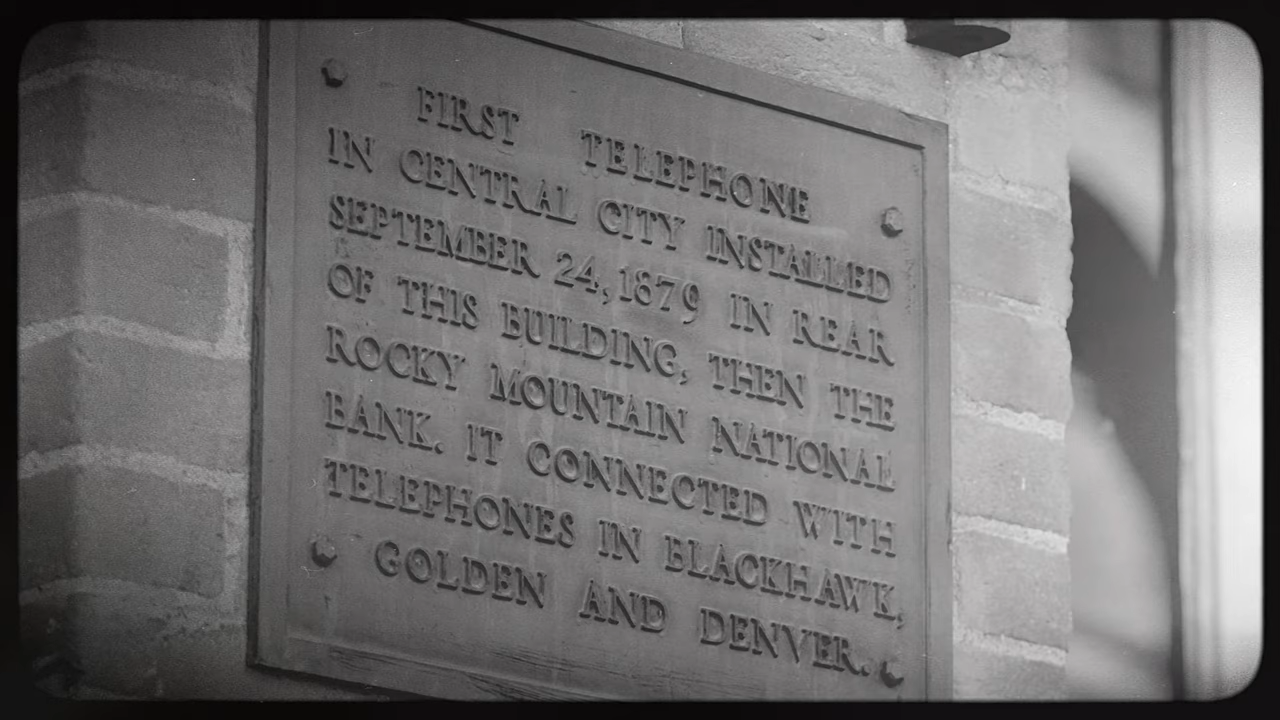 FIRST TELEPHONE
IN CENTRAL CITY INSTALLED
SEPTEMBER 24, 1879 IN REAR
OF THIS BUILDING, THEN THE
ROCKY MOUNTAIN NATIONAL
BANK. IT CONNECTED WITH
TELEPHONES IN BLACKHAWK,
GOLDEN AND DENVER.